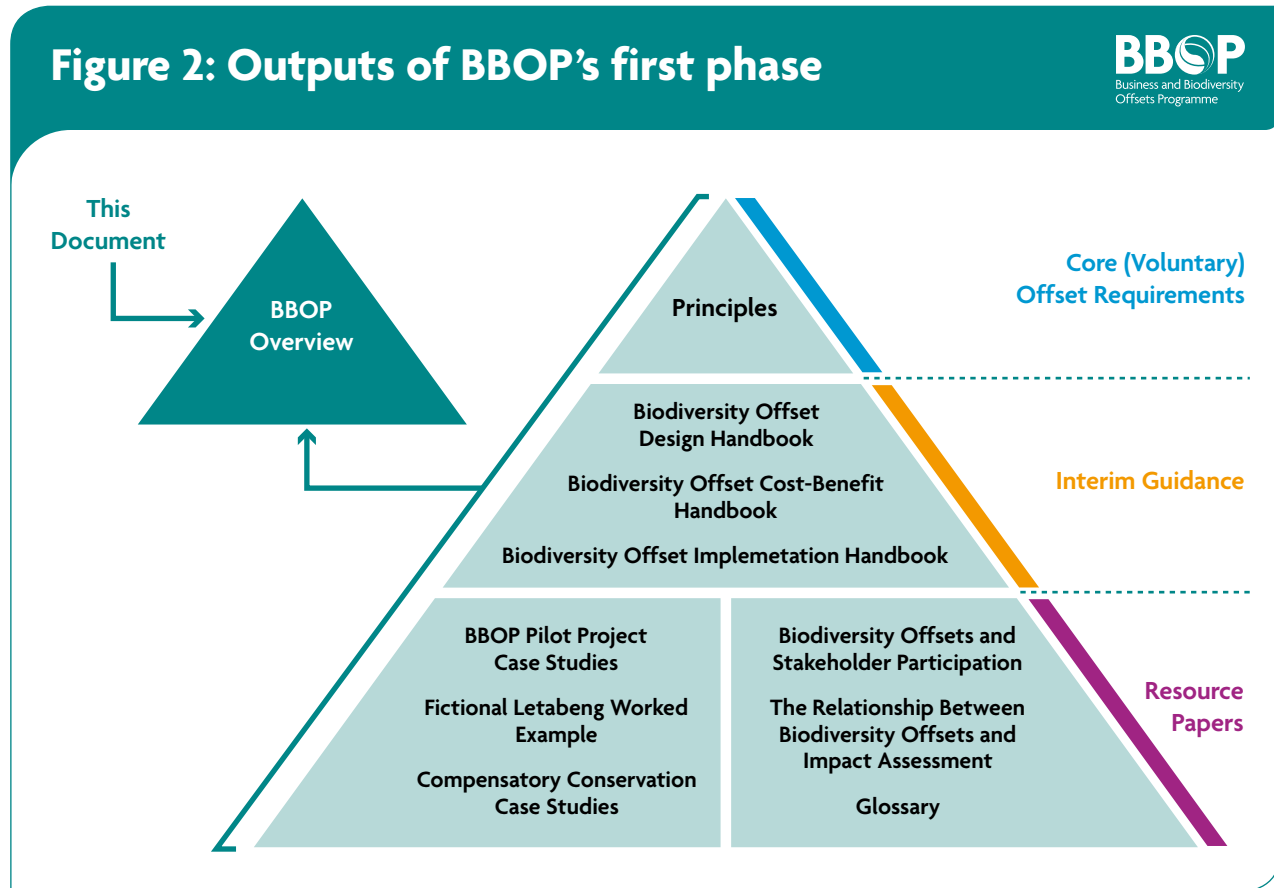 Figure 2: Outputs of BBOP's first phase
BBOP
Business and Biodiversity
Offsets Programme
This
Document
BBOP
Overview
Principles
Core (Voluntary)
Offset Requirements
Biodiversity Offset
Design Handbook
Biodiversity Offset Cost-Benefit
Handbook
Biodiversity Offset Implemetation Handbook
Interim Guidance
BBOP Pilot Project
Case Studies
Fictional Letabeng Worked
Example
Compensatory Conservation
Case Studies
Biodiversity Offsets and
Stakeholder Participation
The Relationship Between
Biodiversity Offsets and
Impact Assessment
Glossary
Resource
Papers